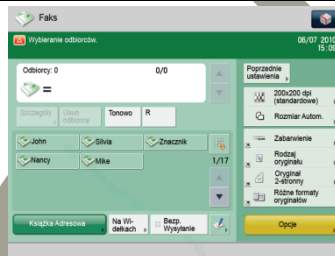 Faks
Wybieranie odbiorców.
06/07 2010
15:09
Odbiorcy: 0
0/0
=
Szczegóły
Usuń odbiorcę
Tonowo
R
John
Silvia
Znacznik
Nancy
Mike
1/17
Książka Adresowa
Na Wi-
dełkach
Bezp.
Wysyłanie
Poprzednie
ustawienia
200x200 dpi
(standardowe)
Rozmiar Autom.
Zabarwienie
Rodzaj
oryginału
Oryginał
2-stronny
Różne formaty
oryginałów
Opcje